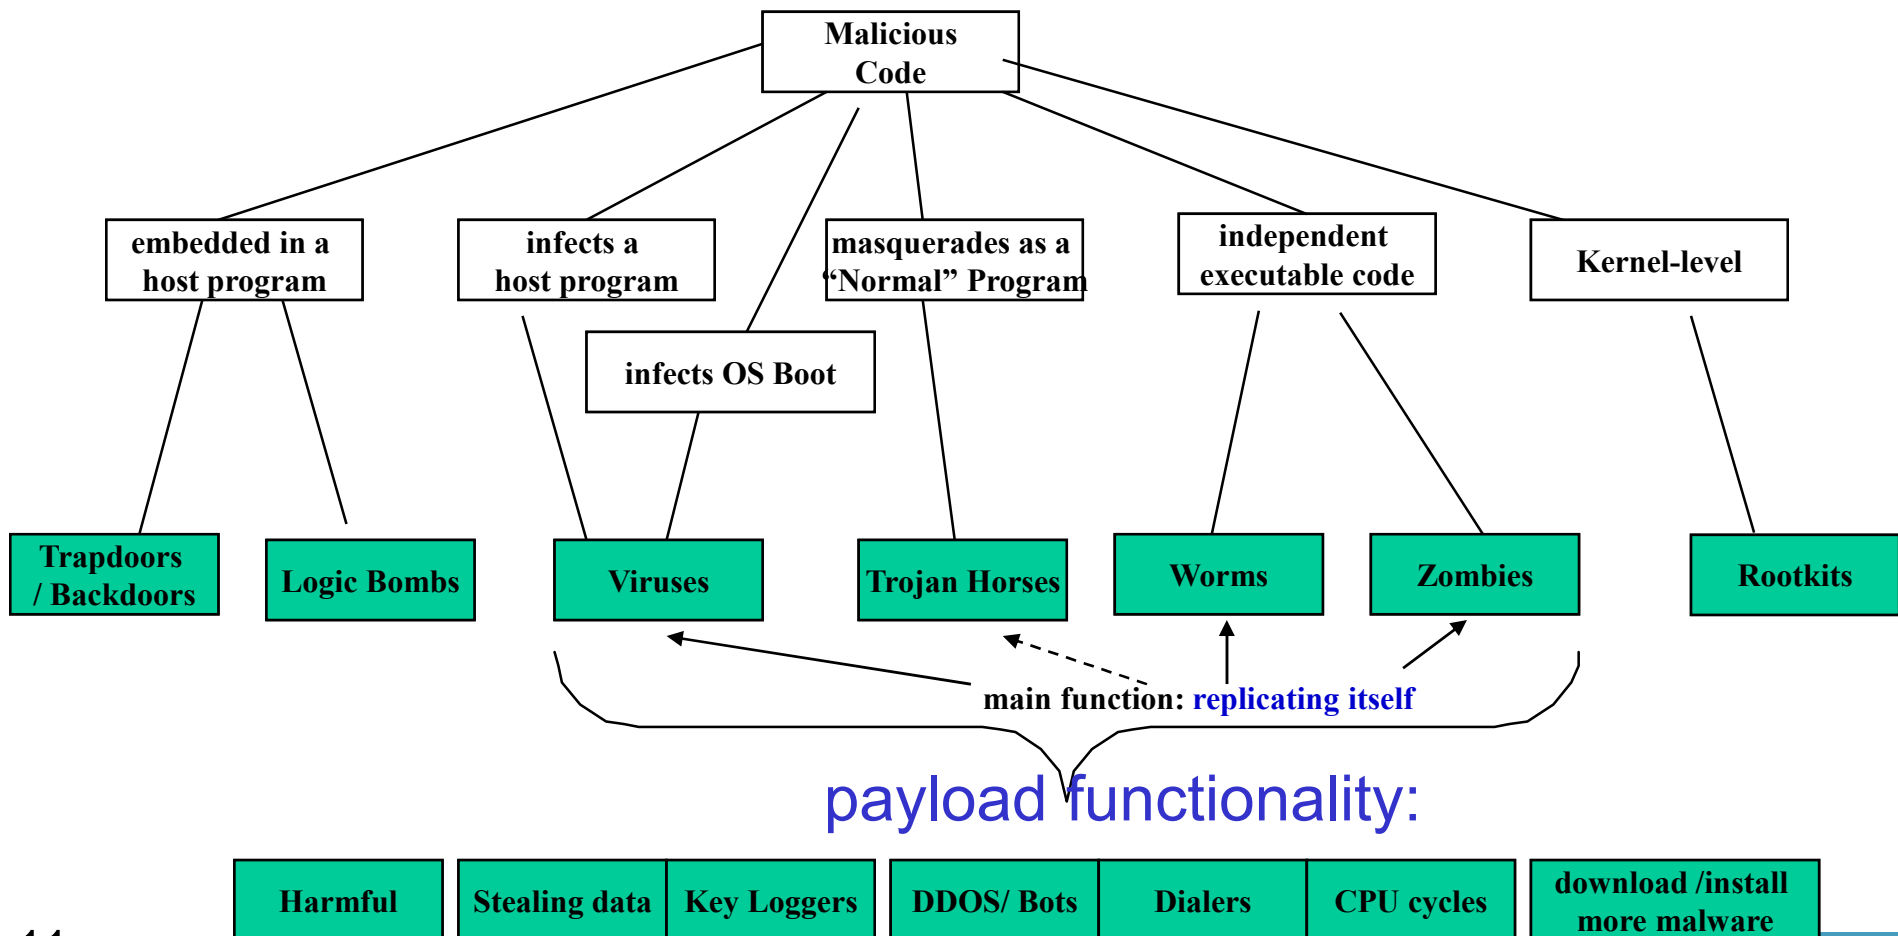 Malicious
Code
embedded in a
host program
infects a
host program
masquerades as a
“Normal” Program
independent
executable code
Kernel-level
infects OS Boot
Trapdoors
/ Backdoors
Logic Bombs
Viruses
Trojan Horses
Worms
Zombies
Rootkits
main function: replicating itself
payload functionality:
Harmful
Stealing data
Key Loggers
DDOS/ Bots
Dialers
CPU cycles
download /install
more malware